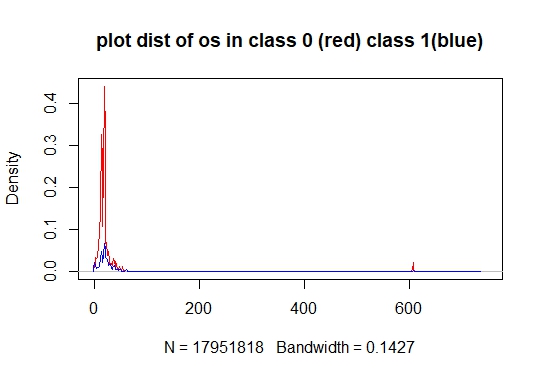 plot dist of os in class 0 (red) class 1(blue)
Density
0.4
0.3
0.2
0.1
0.0
0 200 400 600
N = 17951818 Bandwidth = 0.1427